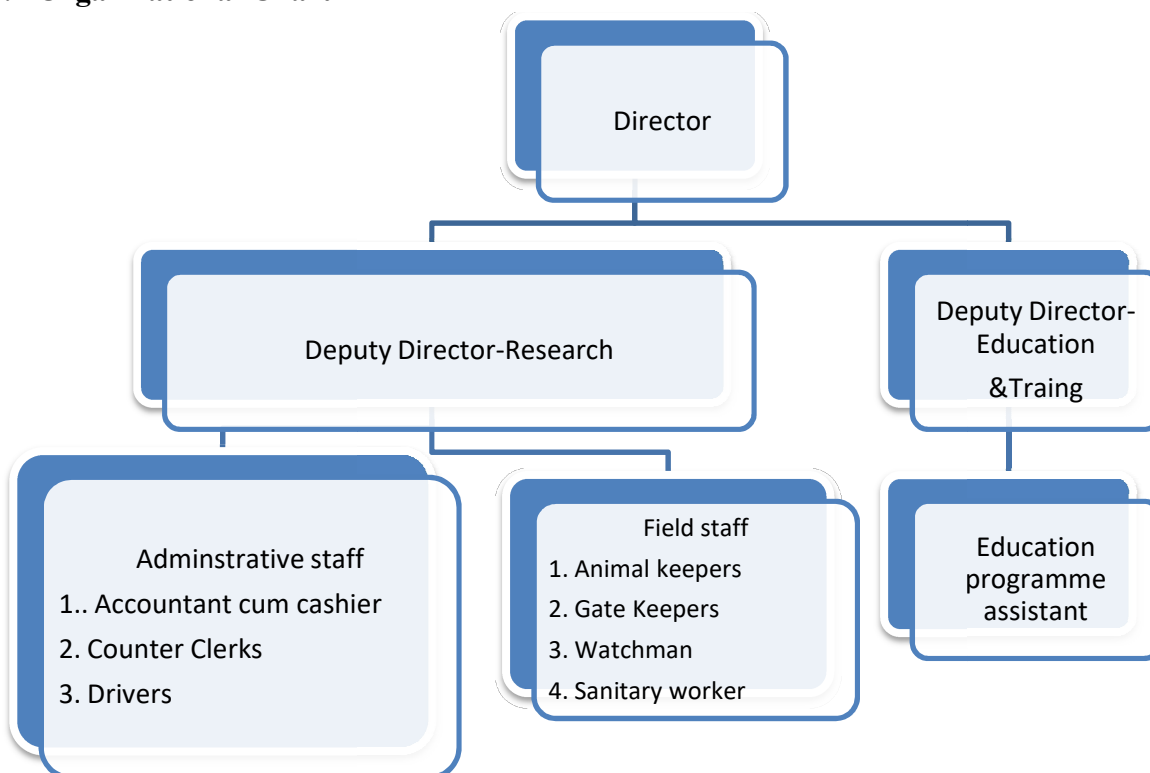 Director
Deputy Director-Research
Deputy Director-
Education
&Traing
Adminstrative staff
1.. Accountant cum cashier
2. Counter Clerks
3. Drivers
Field staff
1. Animal keepers
2. Gate Keepers
3. Watchman
4. Sanitary worker
Education
programme
assistant